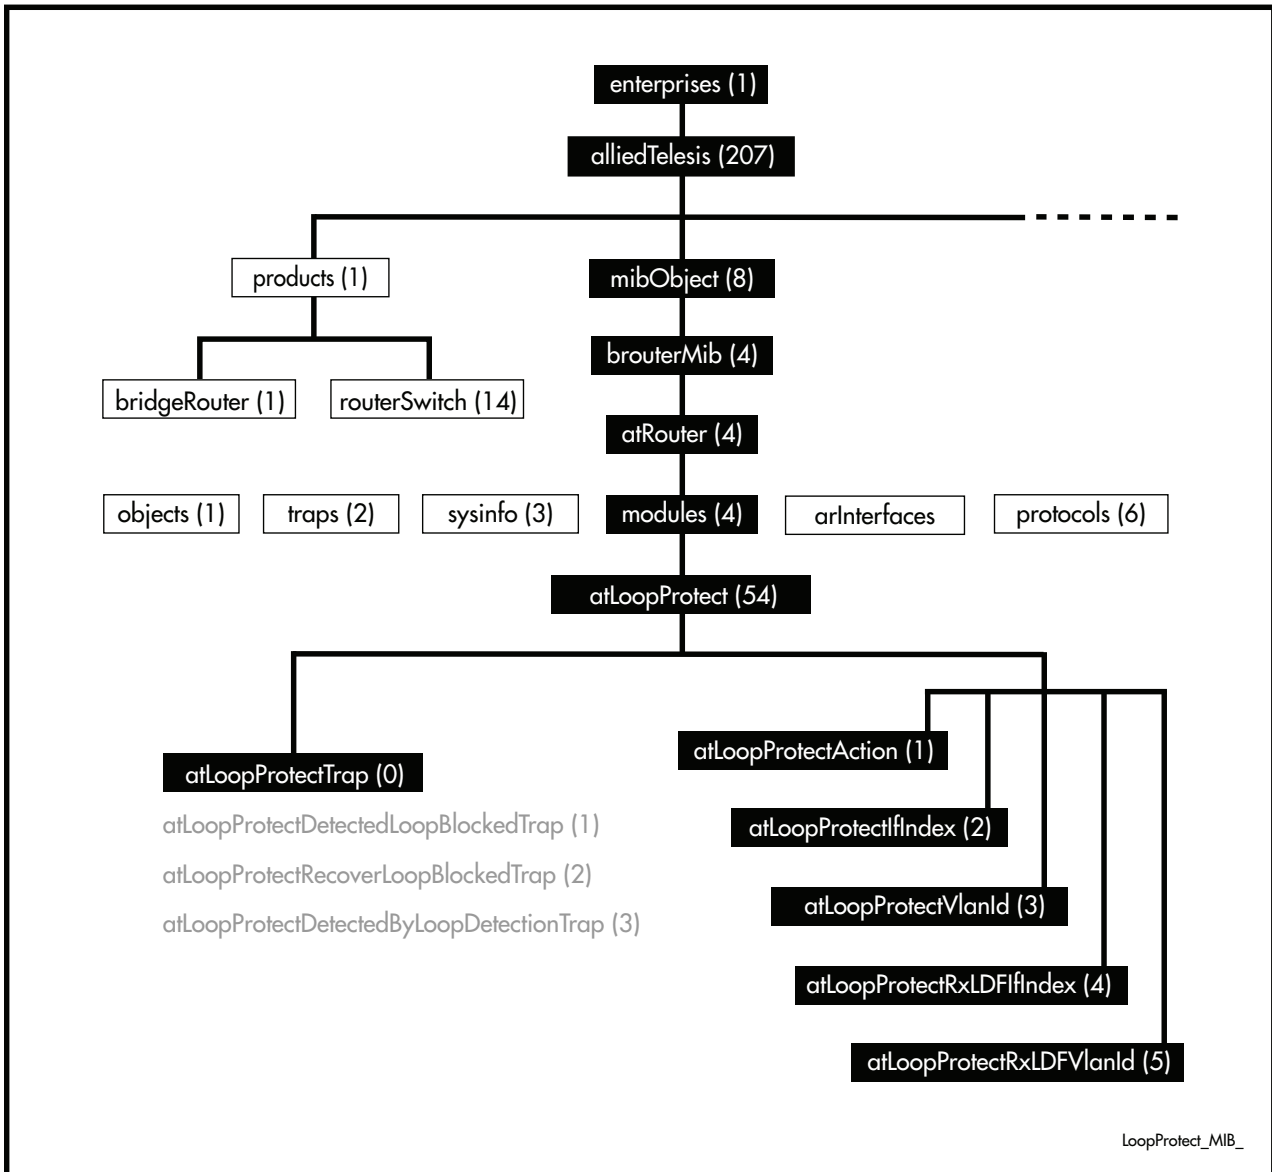 enterprises (1)
alliedTelesis (207)
products (1)
mibObject (8)
brouterMib (4)
bridgeRouter (1)
routerSwitch (14)
atRouter (4)
objects (1)
traps (2)
sysinfo (3)
modules (4)
arInterfaces
protocols (6)
atLoopProtect (54)
atLoopProtectTrap (0)
atLoopProtectDetectedLoopBlockedTrap (1)
atLoopProtectRecoverLoopBlockedTrap (2)
atLoopProtectDetectedByLoopDetectionTrap (3)
atLoopProtectAction (1)
atLoopProtectIfIndex (2)
atLoopProtectVlanId (3)
atLoopProtectRxLDFIfIndex (4)
atLoopProtectRxLDFVlanId (5)
LoopProtect_MIB_